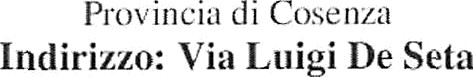 Provincia di Cosenza
Indirizzo: Via Luigi De Seta